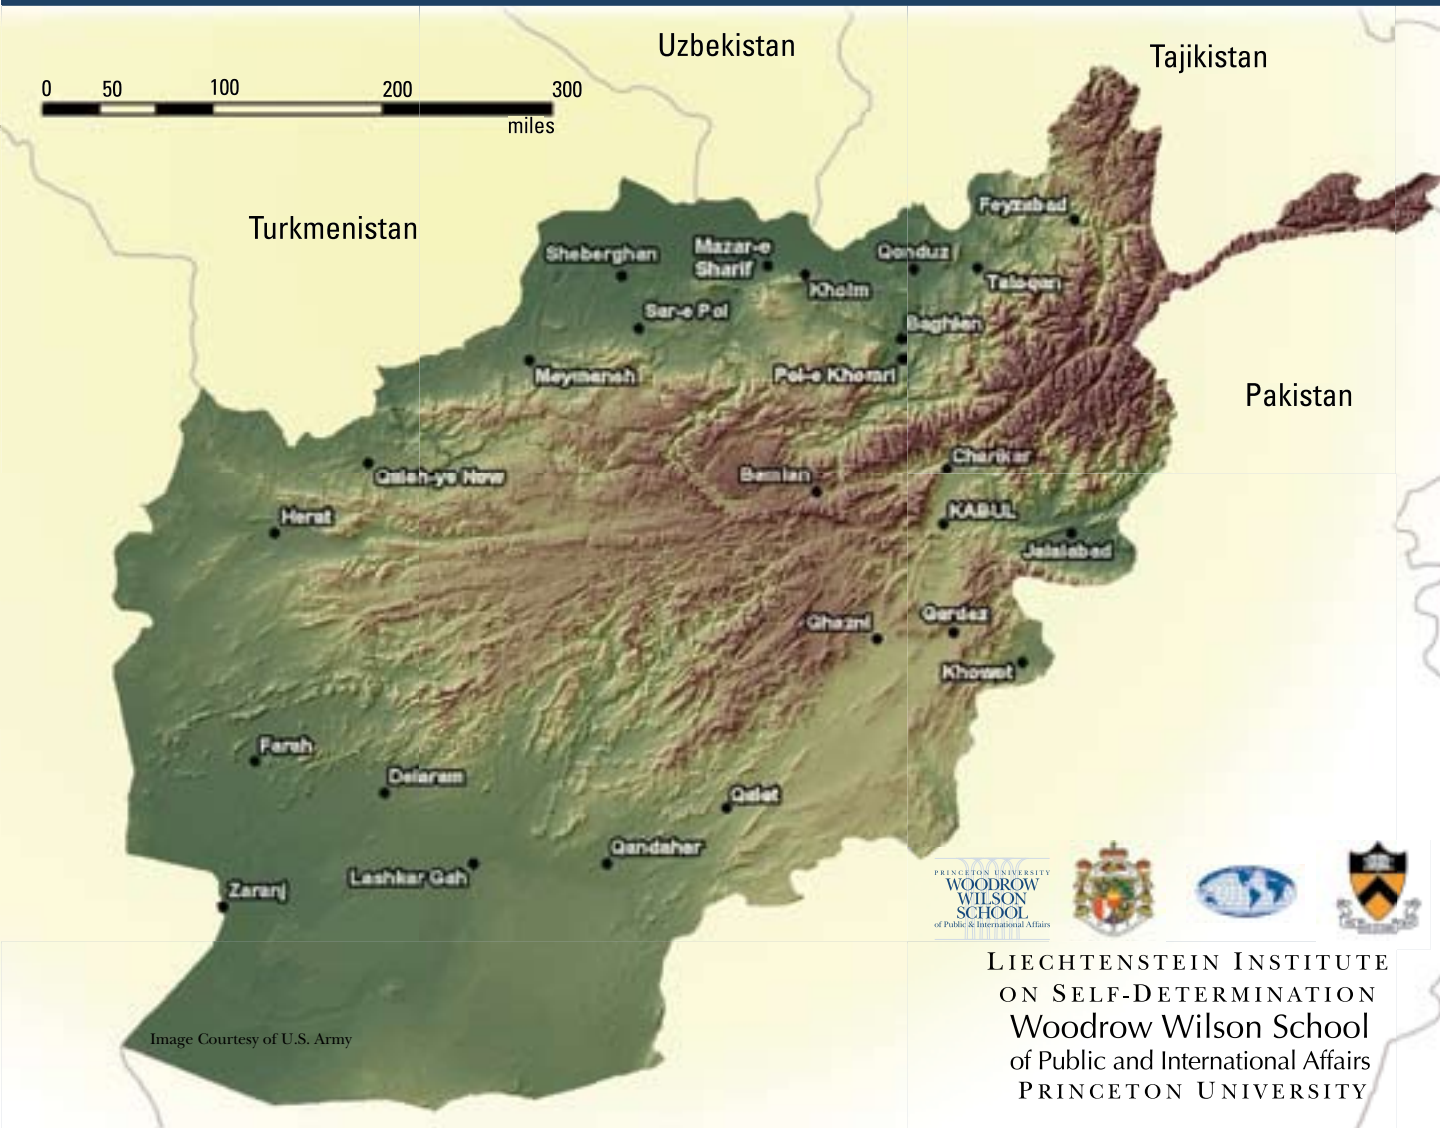 Uzbekistan
Tajikistan
0 50 100 200 300
miles
Turkmenistan
Pakistan
Feyzabad
Sheberghan
Mazar-e
Sharif
Qonduz
Kholm
Taloqan
Sar-e Pol
Baghlan
Meymaneh
Pol-e Khomri
Charikar
Qalah-ye Now
Bamian
Herat
KABUL
Jalalabad
Ghazni
Gardez
Khowst
Farah
Delaram
Qalat
Qandahar
Lashkar Gah
Zaranj
PRINCETON UNIVERSITY
WOODROW
WILSON
SCHOOL
of Public & International Affairs
LIECHTENSTEIN INSTITUTE
ON SELF-DETERMINATION
Woodrow Wilson School
of Public and International Affairs
PRINCETON UNIVERSITY
Image Courtesy of U.S. Army